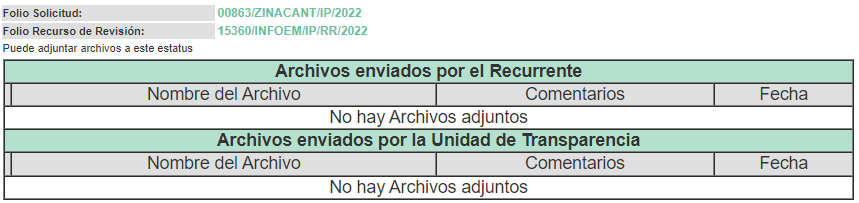 Folio Solicitud: 00863/ZINACANT/IP/2022
Folio Recurso de Revisión: 15360/INFOEM/IP/RR/2022
Puede adjuntar archivos a este estatus
Archivos enviados por el Recurrente
Nombre del Archivo Comentarios Fecha
No hay Archivos adjuntos
Archivos enviados por la Unidad de Transparencia
Nombre del Archivo Comentarios Fecha
No hay Archivos adjuntos